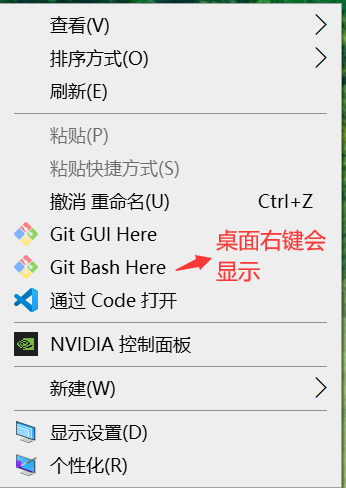 查看(V)
排序方式(O)
刷新(E)
粘贴(P)
粘贴快捷方式(S)
撤消 重命名(U) Ctrl+Z
Git GUI Here
Git Bash Here
桌面右键会
显示
通过 Code 打开
NVIDIA 控制面板
新建(W)
显示设置(D)
个性化(R)